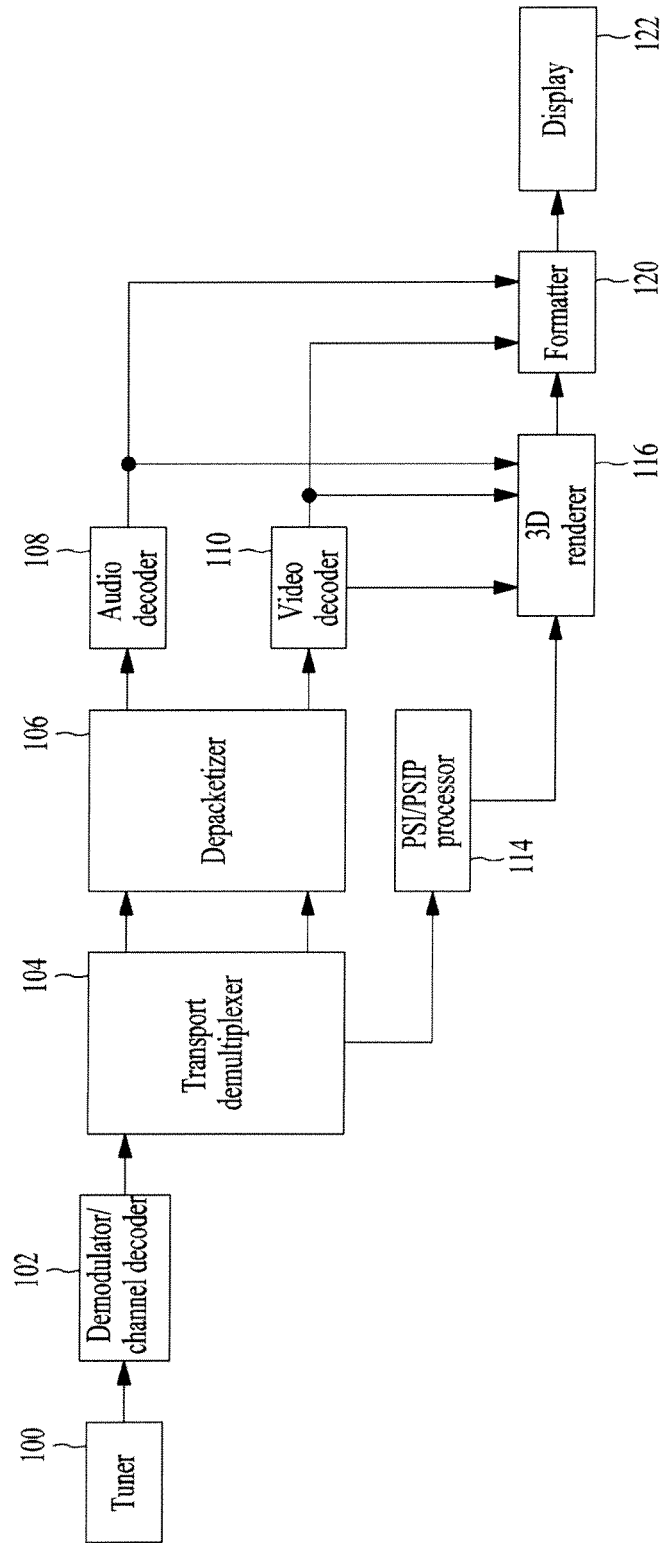 100
Tuner
102
Demodulator/
channel decoder
104
Transport
demultiplexer
106
Depacketizer
108
Audio
decoder
110
Video
decoder
PSI/PSIP
processor
114
3D
renderer
116
Formatter
120
Display
122